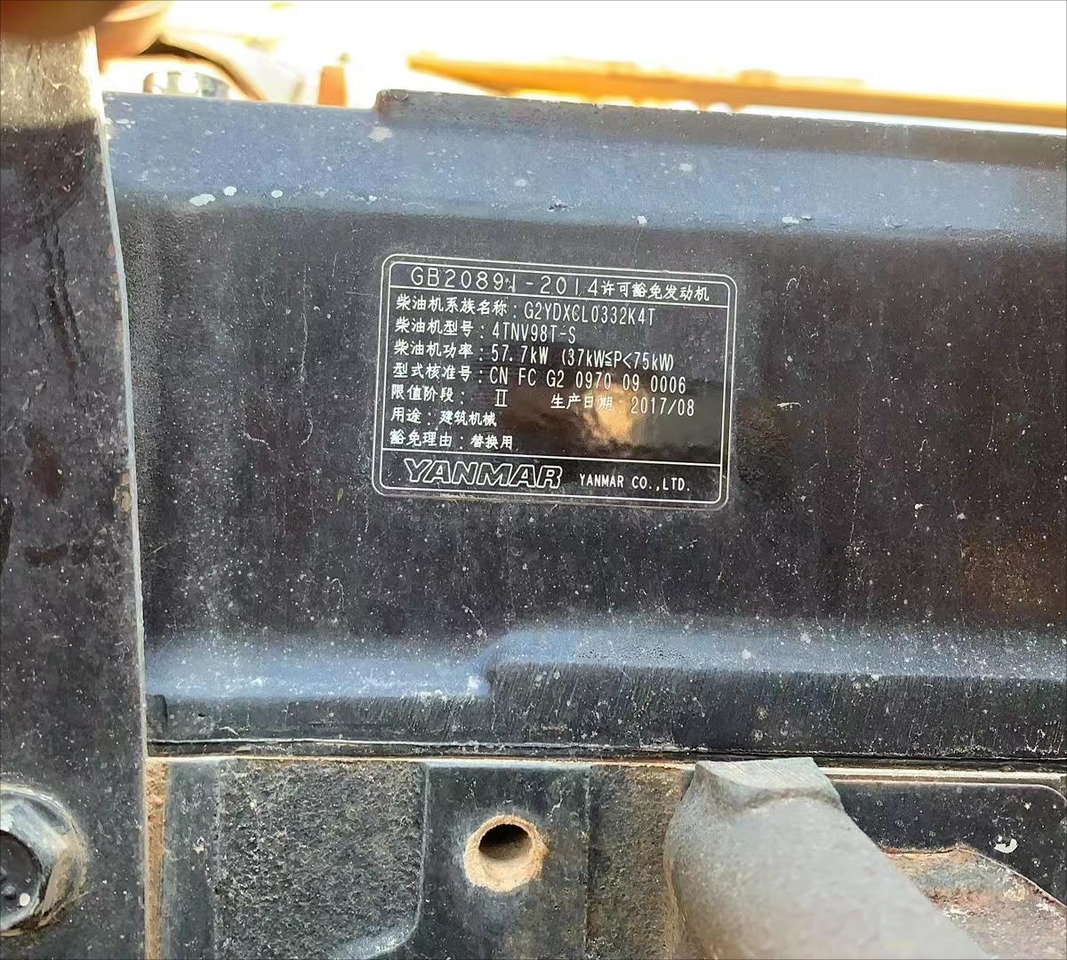 GB20891-2014许可豁免发动机
柴油机系族名称：G2YDXCL0332K4T
柴油机型号：4TNV98T-S
柴油机功率：57.7kW (37kW≦P<75kW)
型式核准号：CN FC G2 0970 09 0006
限值阶段： Ⅱ 生产日期 2017/08
用途：建筑机械
豁免理由：替换用
YANMAR YANMAR CO.,LTD.